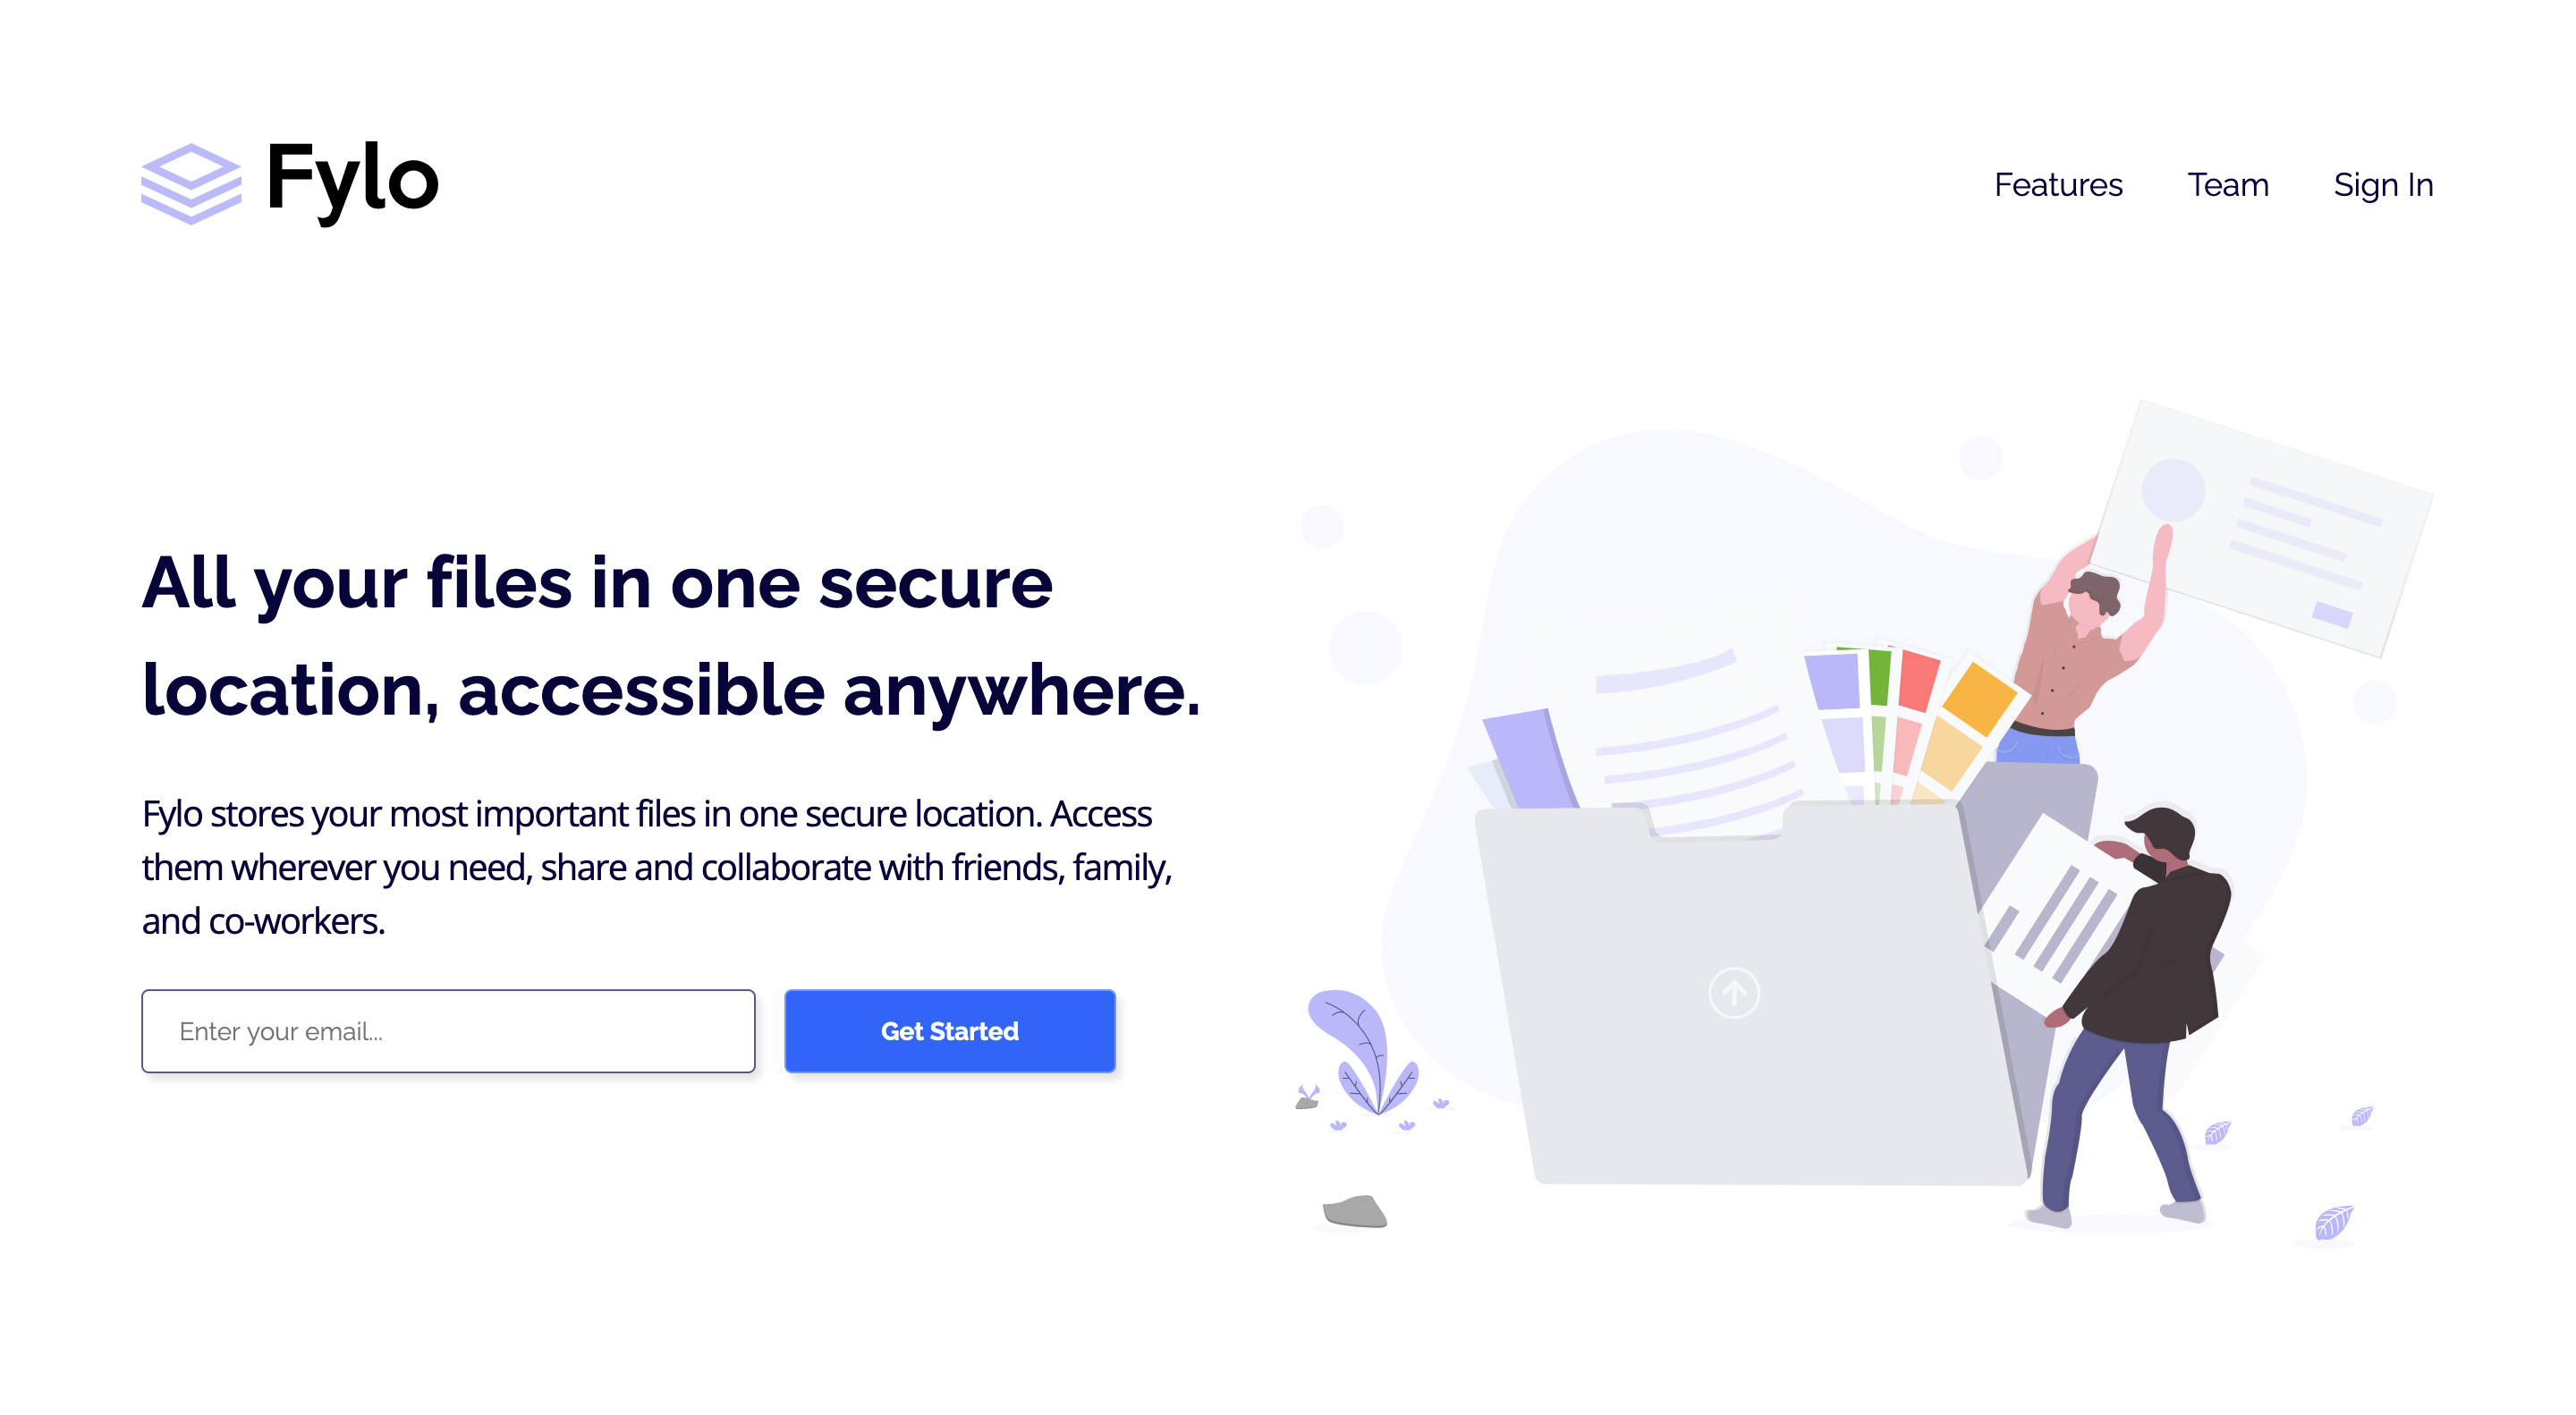 Fylo
Features Team Sign In
All your files in one secure
location, accessible anywhere.
Fylo stores your most important files in one secure location. Access
them wherever you need, share and collaborate with friends, family,
and co-workers.
Enter your email...
Get Started